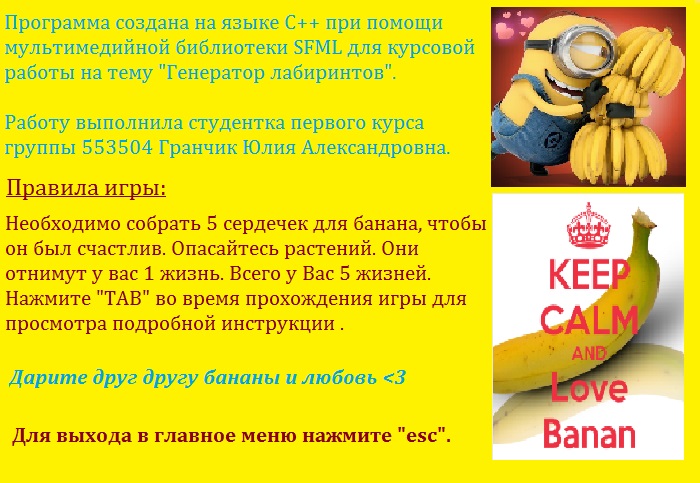 Программа создана на языке C++ при помощи
мультимедийной библиотеки SFML для курсовой
работы на тему "Генератор лабиринтов".
Работу выполнила студентка первого курса
группы 553504 Гранчик Юлия Александровна.
Правила игры:
Необходимо собрать 5 сердечек для банана, чтобы
он был счастлив. Опасайтесь растений. Они
отнимут у вас 1 жизнь. Всего у Вас 5 жизней.
Нажмите "TAB" во время прохождения игры для
просмотра подробной инструкции .
Дарите друг другу бананы и любовь <3
Для выхода в главное меню нажмите "esc".
KEEP
CALM
AND
Love
Banan